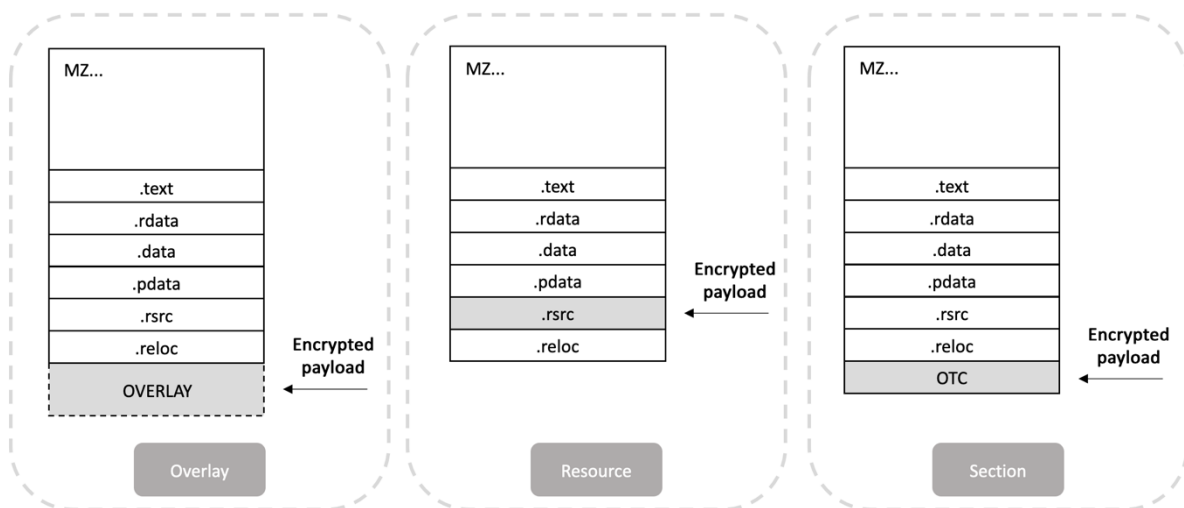 MZ...
.text
.rdata
.data
.pdata
.rsrc
.reloc
OVERLAY
Encrypted
payload
Overlay
MZ...
.text
.rdata
.data
.pdata
.rsrc
.reloc
Encrypted
payload
Resource
MZ...
.text
.rdata
.data
.pdata
.rsrc
.reloc
OTC
Encrypted
payload
Section